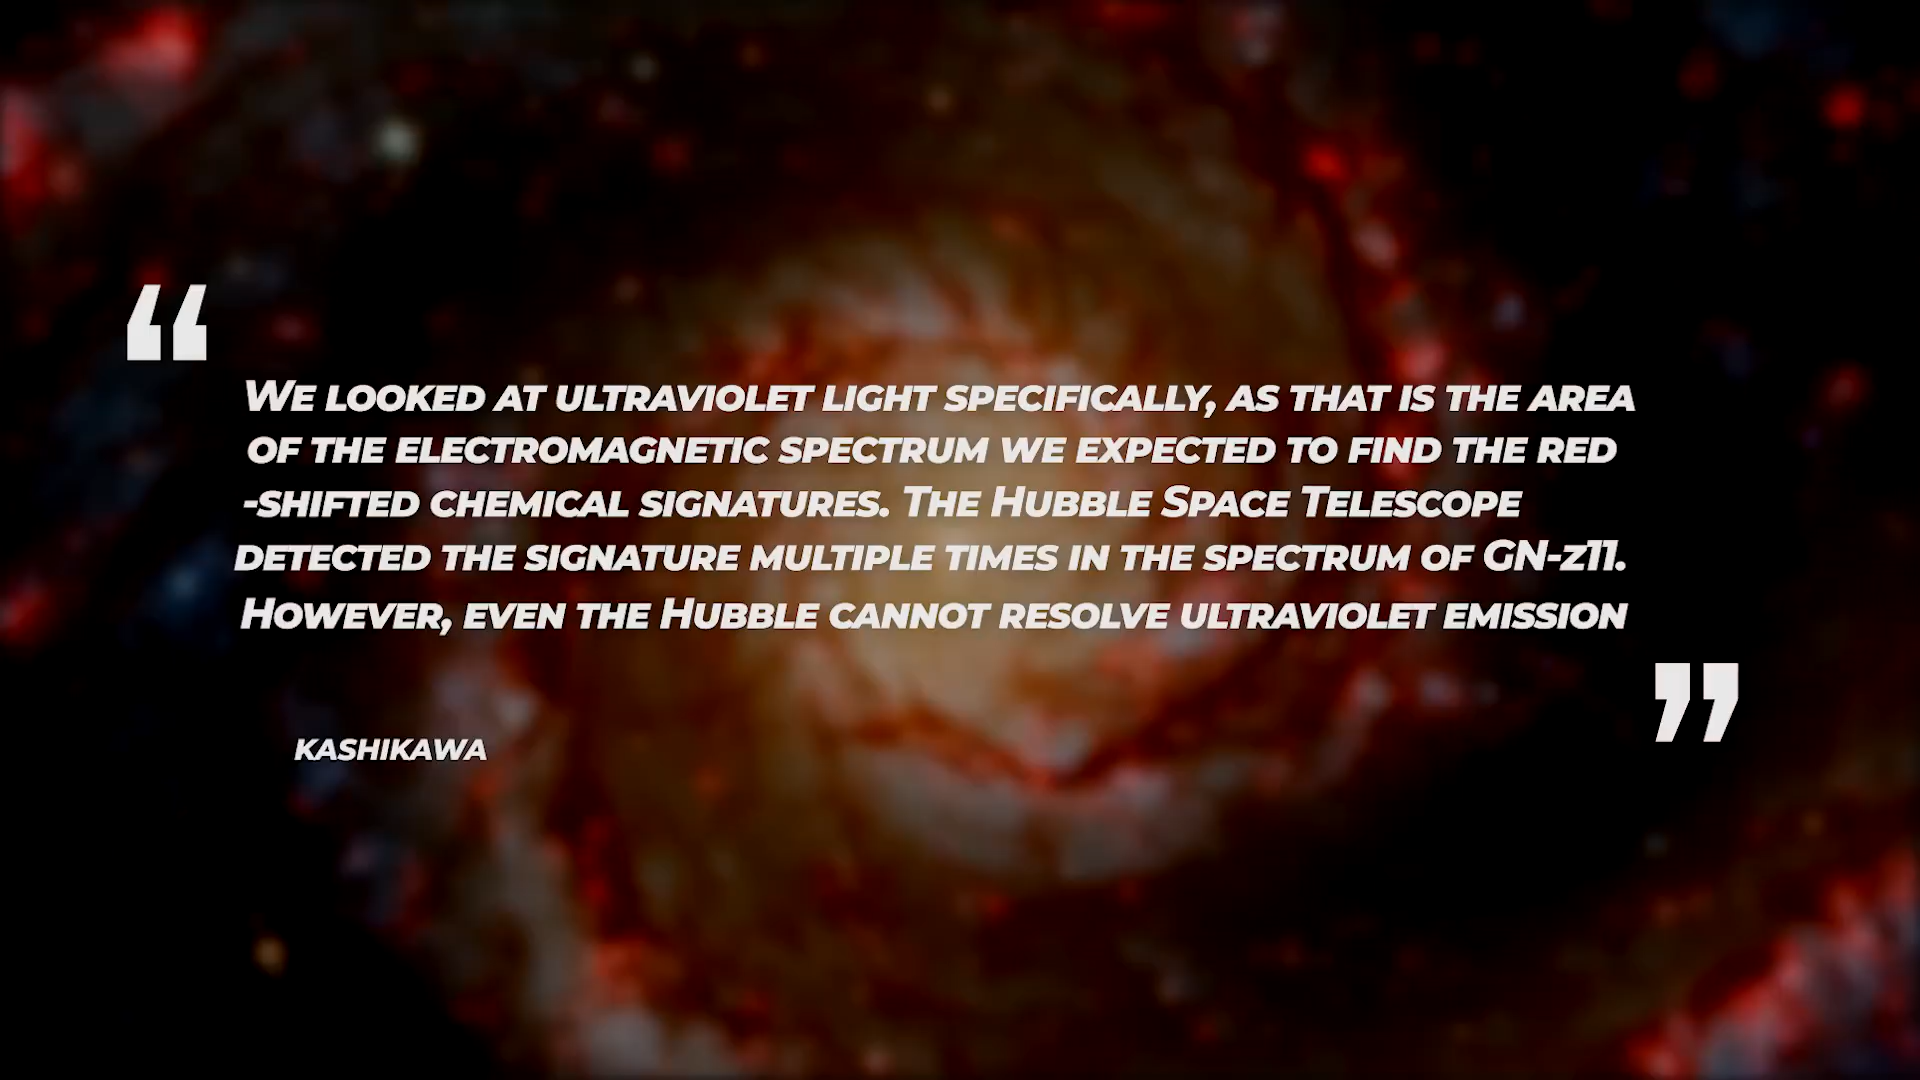 “
We looked at ultraviolet light specifically, as that is the area
of the electromagnetic spectrum we expected to find the red
-shifted chemical signatures. The Hubble Space Telescope
detected the signature multiple times in the spectrum of GN-z11.
However, even the Hubble cannot resolve ultraviolet emission
”
KASHIKAWA